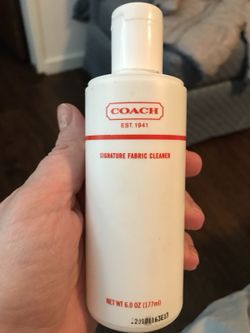 COACH
EST. 1941
SIGNATURE FABRIC CLEANER
NET WT 6.0 OZ (177ml)